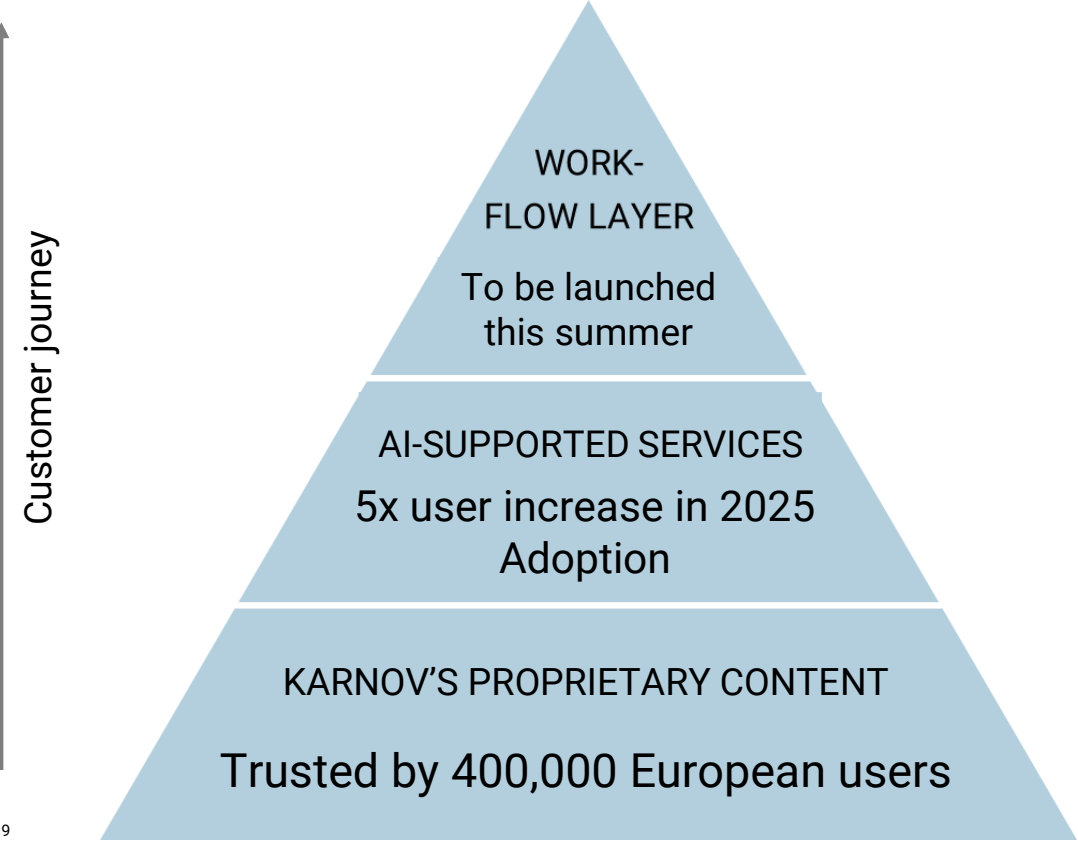 Customer journey
WORK-
FLOW LAYER
To be launched
this summer
AI-SUPPORTED SERVICES
5x user increase in 2025
Adoption
KARNOV’S PROPRIETARY CONTENT
Trusted by 400,000 European users
9